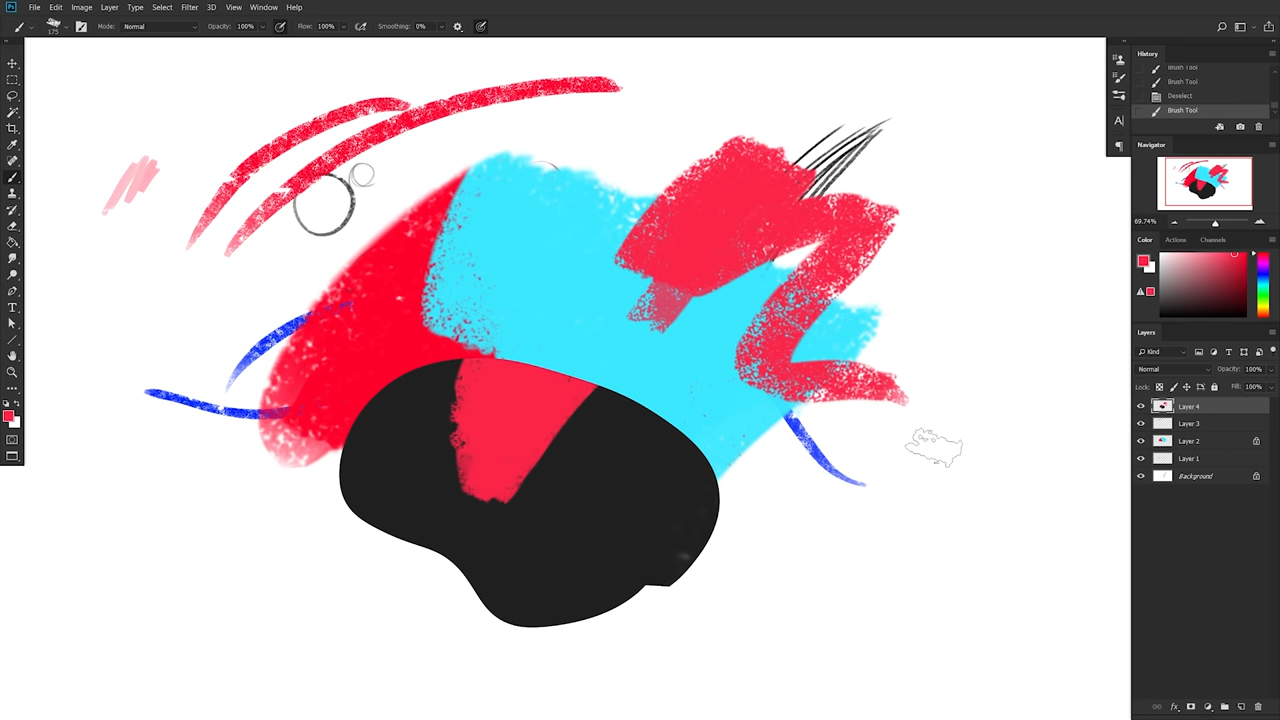 Ps File Edit Image Layer Type Select Filter 3D View Window Help
175 Mode: Normal Opacity: 100% Flow: 100% Smoothing: 0%
History
Brush Tool
Brush Tool
Deselect
Brush Tool
Navigator
69.74%
Color Actions Channels
Layers
Kind
Normal Opacity: 100%
Lock: Fill: 100%
Layer 4
Layer 3
Layer 2
Layer 1
Background